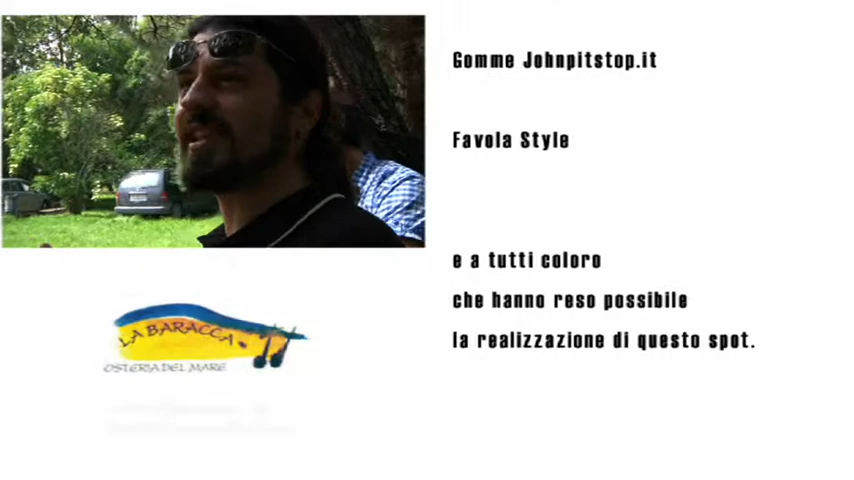 Gomme Johnpitstop.it
Favola Style
e a tutti coloro
che hanno reso possibile
la realizzazione di questo spot.
LA BARACCA
OSTERIA DEL MARE